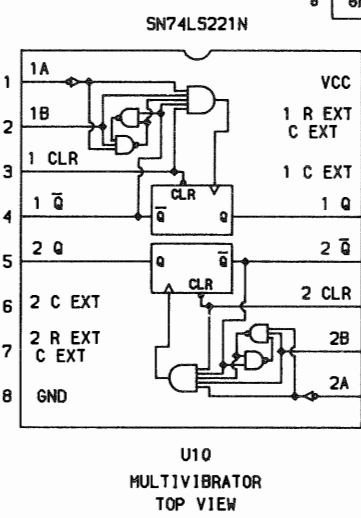 SN74LS221N
1 1A VCC
2 1B 1 R EXT
C EXT
3 1 CLR 1 C EXT
CLR
4 1 Q̅ Q̅ Q 1 Q
5 2 Q Q Q̅ 2 Q̅
CLR
6 2 C EXT 2 CLR
7 2 R EXT 2B
C EXT
2A
8 GND
U10
MULTIVIBRATOR
TOP VIEW